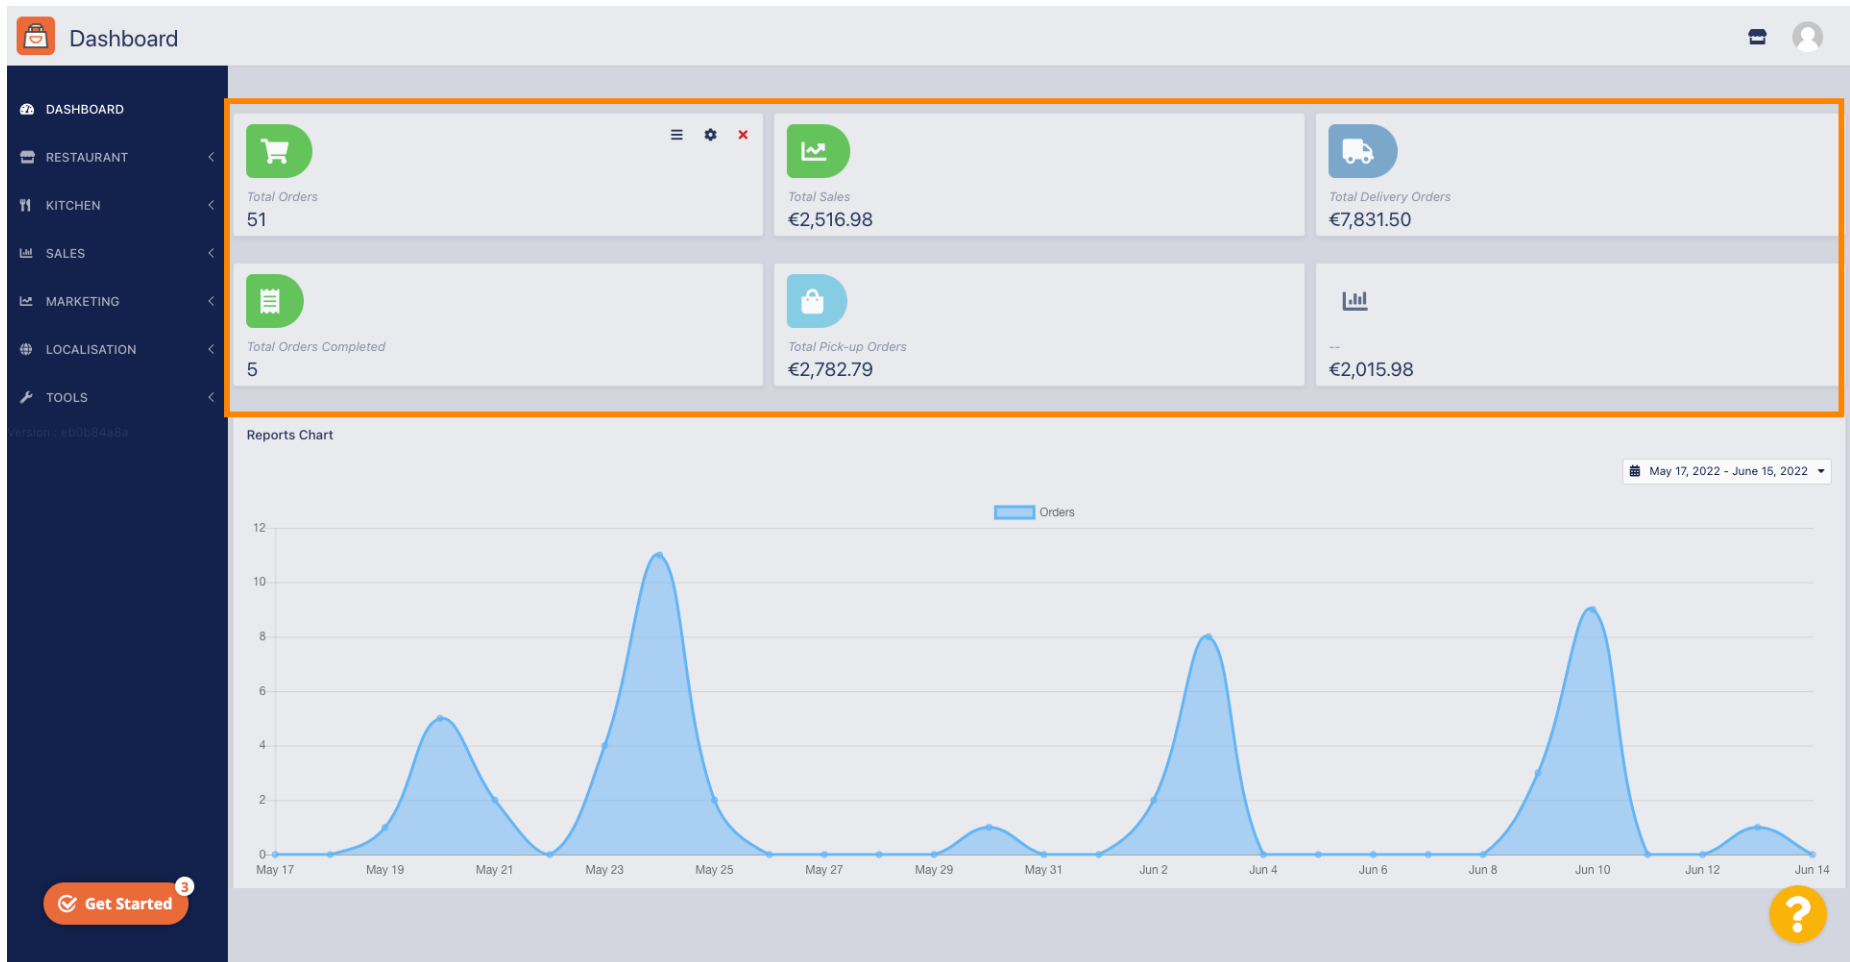 Dashboard
DASHBOARD
RESTAURANT
KITCHEN
SALES
MARKETING
LOCALISATION
TOOLS
Version : eb0b84a8a
Get Started
3
Total Orders
51
Total Sales
€2,516.98
Total Delivery Orders
€7,831.50
Total Orders Completed
5
Total Pick-up Orders
€2,782.79
--
€2,015.98
Reports Chart
May 17, 2022 - June 15, 2022
Orders
12
10
8
6
4
2
0
May 17 May 19 May 21 May 23 May 25 May 27 May 29 May 31 Jun 2 Jun 4 Jun 6 Jun 8 Jun 10 Jun 12 Jun 14
?